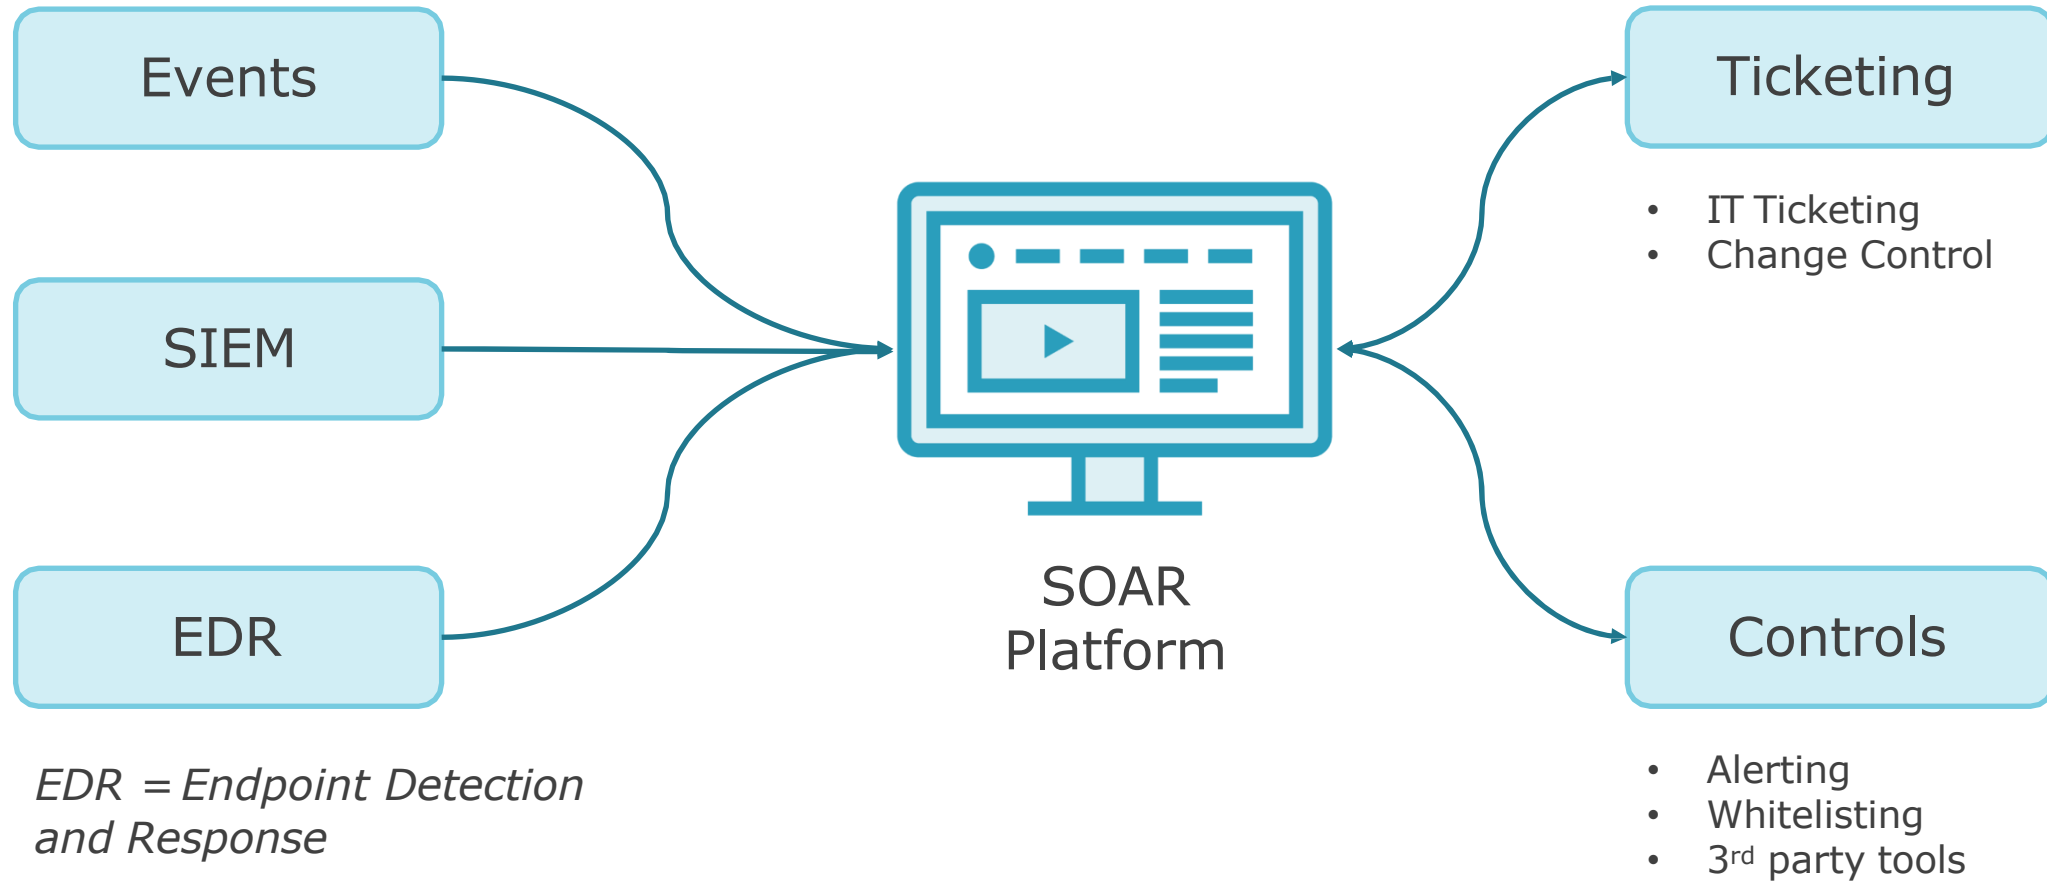 Events
SIEM
EDR
EDR = Endpoint Detection
and Response
SOAR
Platform
Ticketing
• IT Ticketing
• Change Control
Controls
• Alerting
• Whitelisting
• 3rd party tools